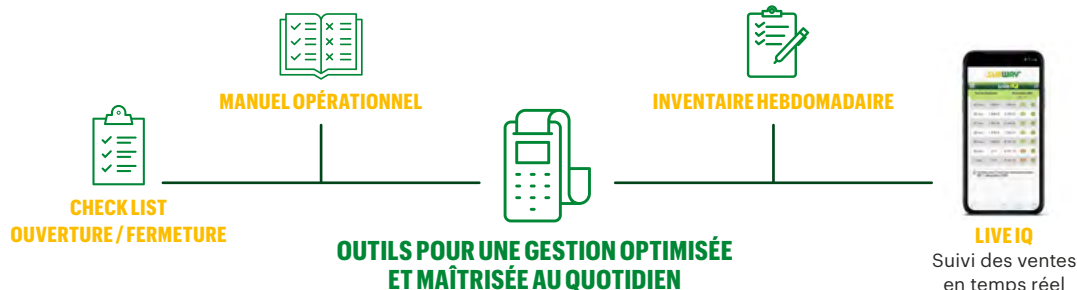 MANUEL OPÉRATIONNEL
INVENTAIRE HEBDOMADAIRE
SUBWAY
CHECK LIST
OUVERTURE / FERMETURE
OUTILS POUR UNE GESTION OPTIMISÉE
ET MAÎTRISÉE AU QUOTIDIEN
LIVE IQ
Suivi des ventes
en temps réel